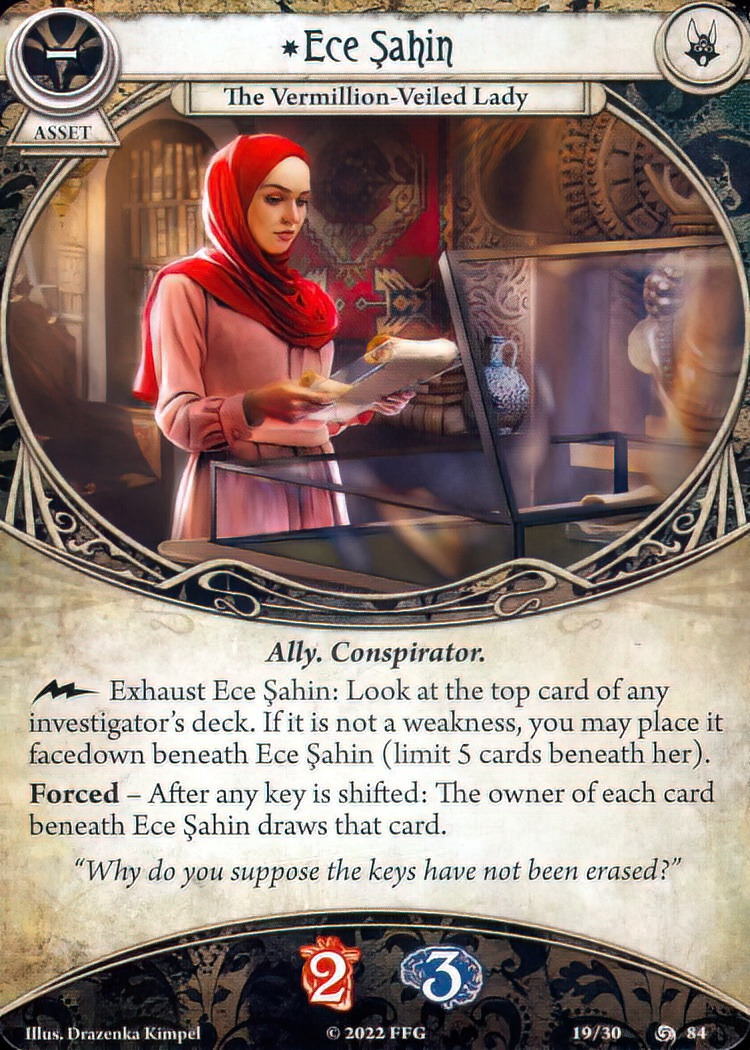 Ece Şahin
The Vermillion-Veiled Lady
ASSET
Ally. Conspirator.
Exhaust Ece Şahin: Look at the top card of any
investigator's deck. If it is not a weakness, you may place it
facedown beneath Ece Şahin (limit 5 cards beneath her).
Forced – After any key is shifted: The owner of each card
beneath Ece Şahin draws that card.
“Why do you suppose the keys have not been erased?”
2 3
Illus. Drazenka Kimpel © 2022 FFG 19/30 84